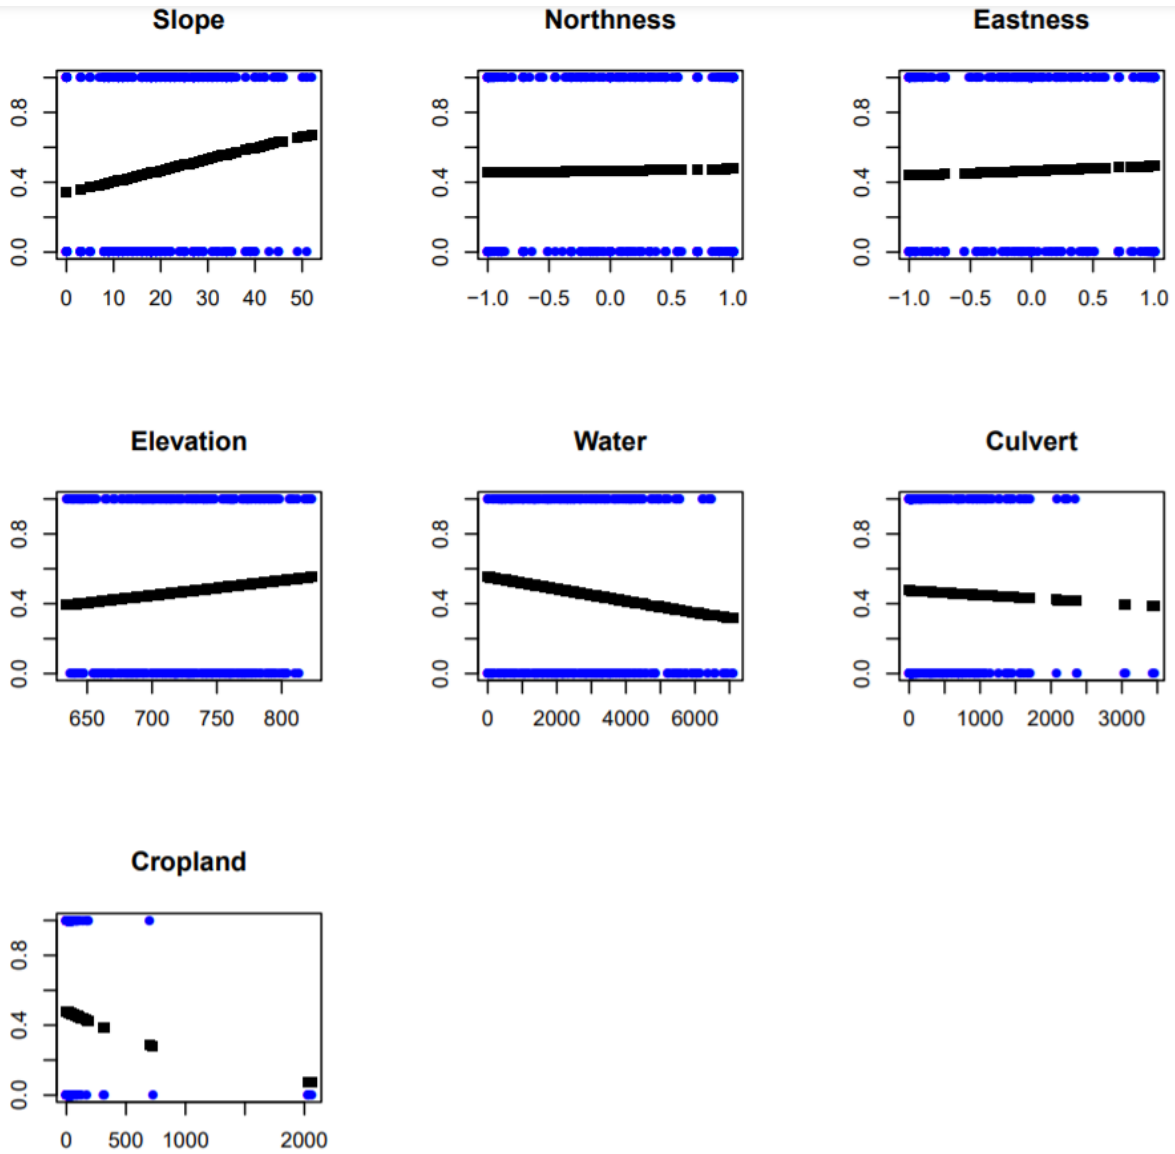 Slope Northness Eastness
0.0 0.4 0.8 0.0 0.4 0.8 0.0 0.4 0.8
0 10 20 30 40 50 −1.0 −0.5 0.0 0.5 1.0 −1.0 −0.5 0.0 0.5 1.0
Elevation Water Culvert
0.0 0.4 0.8 0.0 0.4 0.8 0.0 0.4 0.8
650 700 750 800 0 2000 4000 6000 0 1000 2000 3000
Cropland
0.0 0.4 0.8
0 500 1000 2000